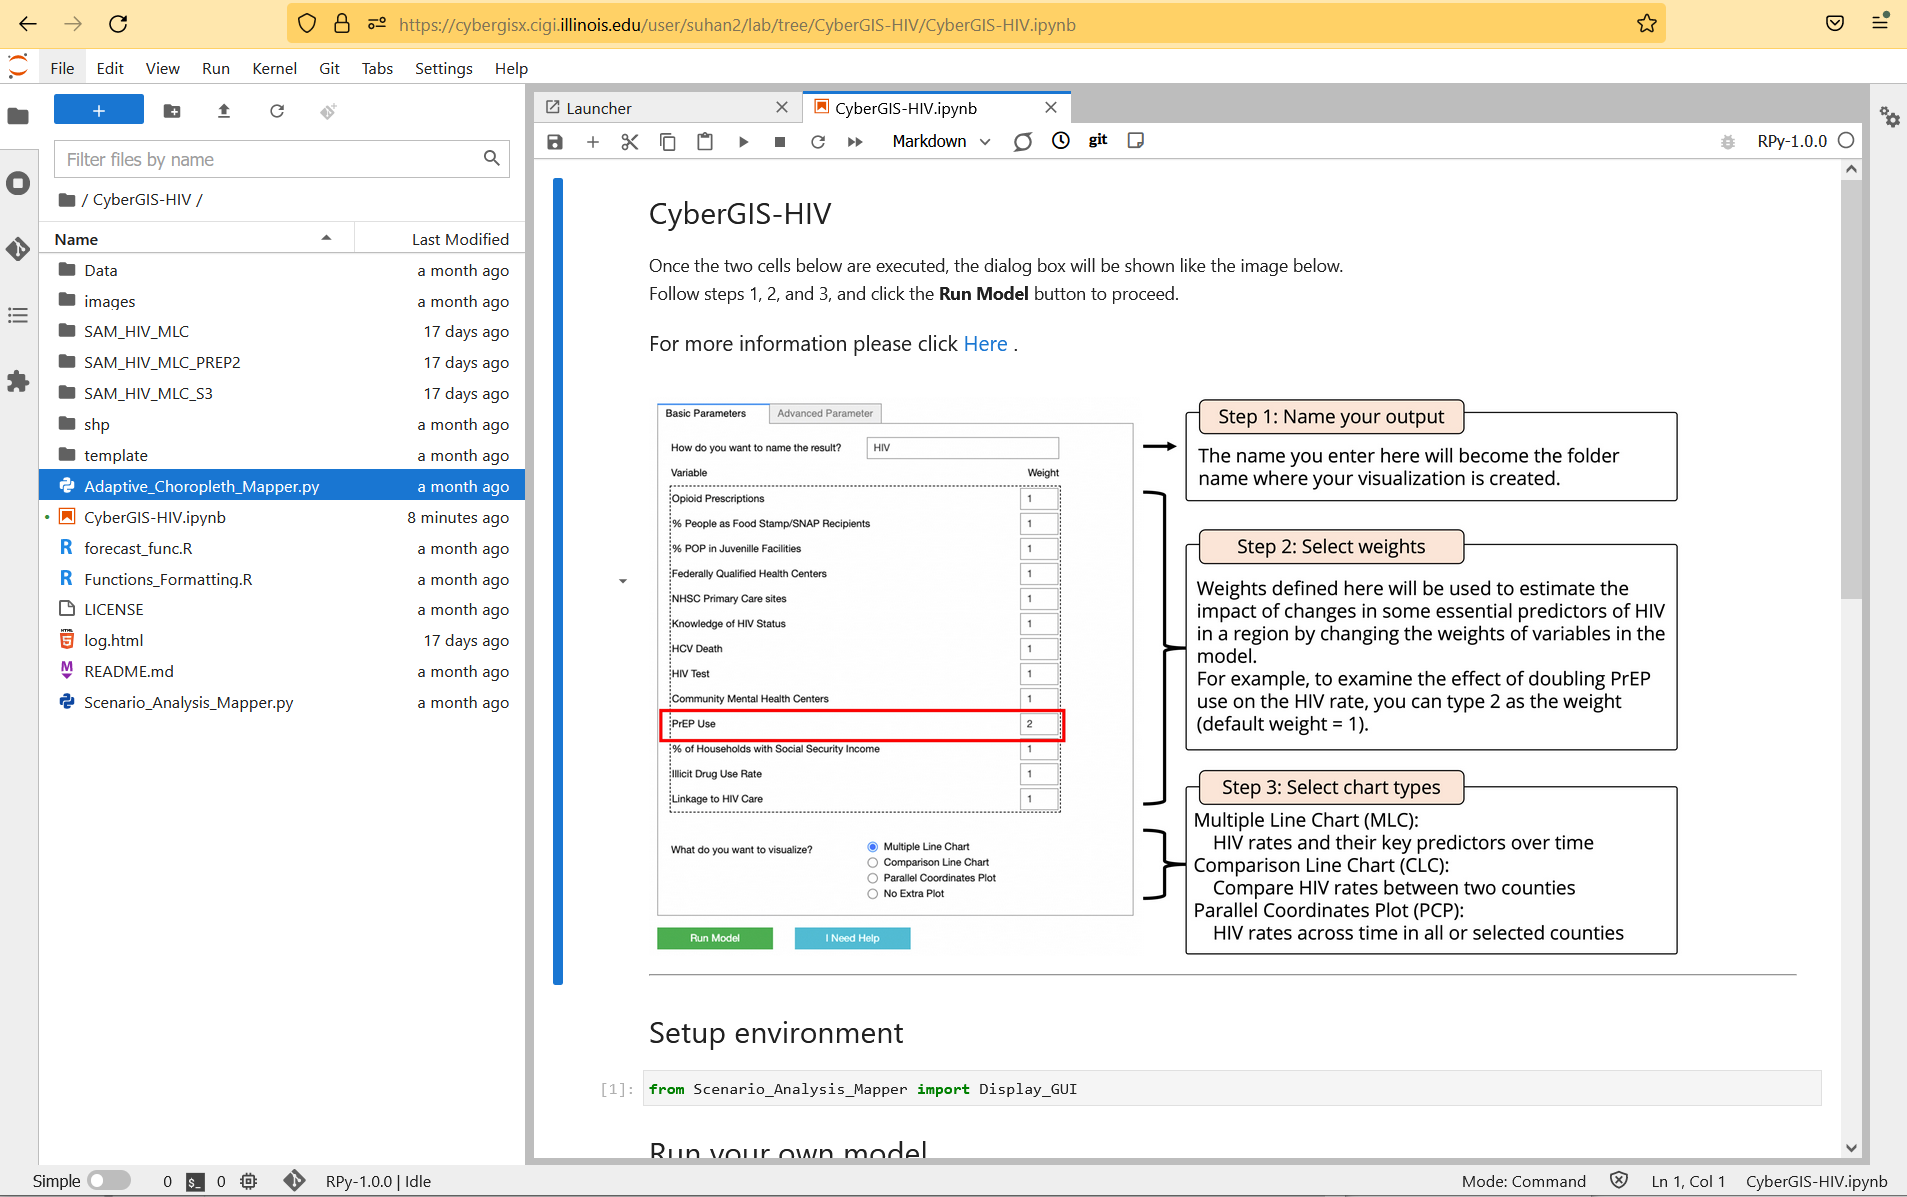 https://cybergisx.cigi.illinois.edu/user/suhan2/lab/tree/CyberGIS-HIV/CyberGIS-HIV.ipynb
File Edit View Run Kernel Git Tabs Settings Help
+
Filter files by name
/ CyberGIS-HIV /
Name Last Modified
Data a month ago
images a month ago
SAM_HIV_MLC 17 days ago
SAM_HIV_MLC_PREP2 17 days ago
SAM_HIV_MLC_S3 17 days ago
shp a month ago
template a month ago
Adaptive_Choropleth_Mapper.py a month ago
CyberGIS-HIV.ipynb 8 minutes ago
R forecast_func.R a month ago
R Functions_Formatting.R a month ago
LICENSE a month ago
log.html 17 days ago
M README.md a month ago
Scenario_Analysis_Mapper.py a month ago
Launcher
CyberGIS-HIV.ipynb
Markdown git RPy-1.0.0
CyberGIS-HIV
Once the two cells below are executed, the dialog box will be shown like the image below.
Follow steps 1, 2, and 3, and click the Run Model button to proceed.
For more information please click Here .
Basic Parameters Advanced Parameter
How do you want to name the result? HIV
Variable Weight
Opioid Prescriptions 1
% People as Food Stamp/SNAP Recipients 1
% POP in Juvenille Facilities 1
Federally Qualified Health Centers 1
NHSC Primary Care sites 1
Knowledge of HIV Status 1
HCV Death 1
HIV Test 1
Community Mental Health Centers 1
PrEP Use 2
% of Households with Social Security Income 1
Illicit Drug Use Rate 1
Linkage to HIV Care 1
What do you want to visualize?
Multiple Line Chart
Comparison Line Chart
Parallel Coordinates Plot
No Extra Plot
Run Model I Need Help
Step 1: Name your output
The name you enter here will become the folder
name where your visualization is created.
Step 2: Select weights
Weights defined here will be used to estimate the
impact of changes in some essential predictors of HIV
in a region by changing the weights of variables in the
model.
For example, to examine the effect of doubling PrEP
use on the HIV rate, you can type 2 as the weight
(default weight = 1).
Step 3: Select chart types
Multiple Line Chart (MLC):
HIV rates and their key predictors over time
Comparison Line Chart (CLC):
Compare HIV rates between two counties
Parallel Coordinates Plot (PCP):
HIV rates across time in all or selected counties
Setup environment
[1]: from Scenario_Analysis_Mapper import Display_GUI
Run your own model
Simple 0 $_ 0 RPy-1.0.0 | Idle Mode: Command Ln 1, Col 1 CyberGIS-HIV.ipynb